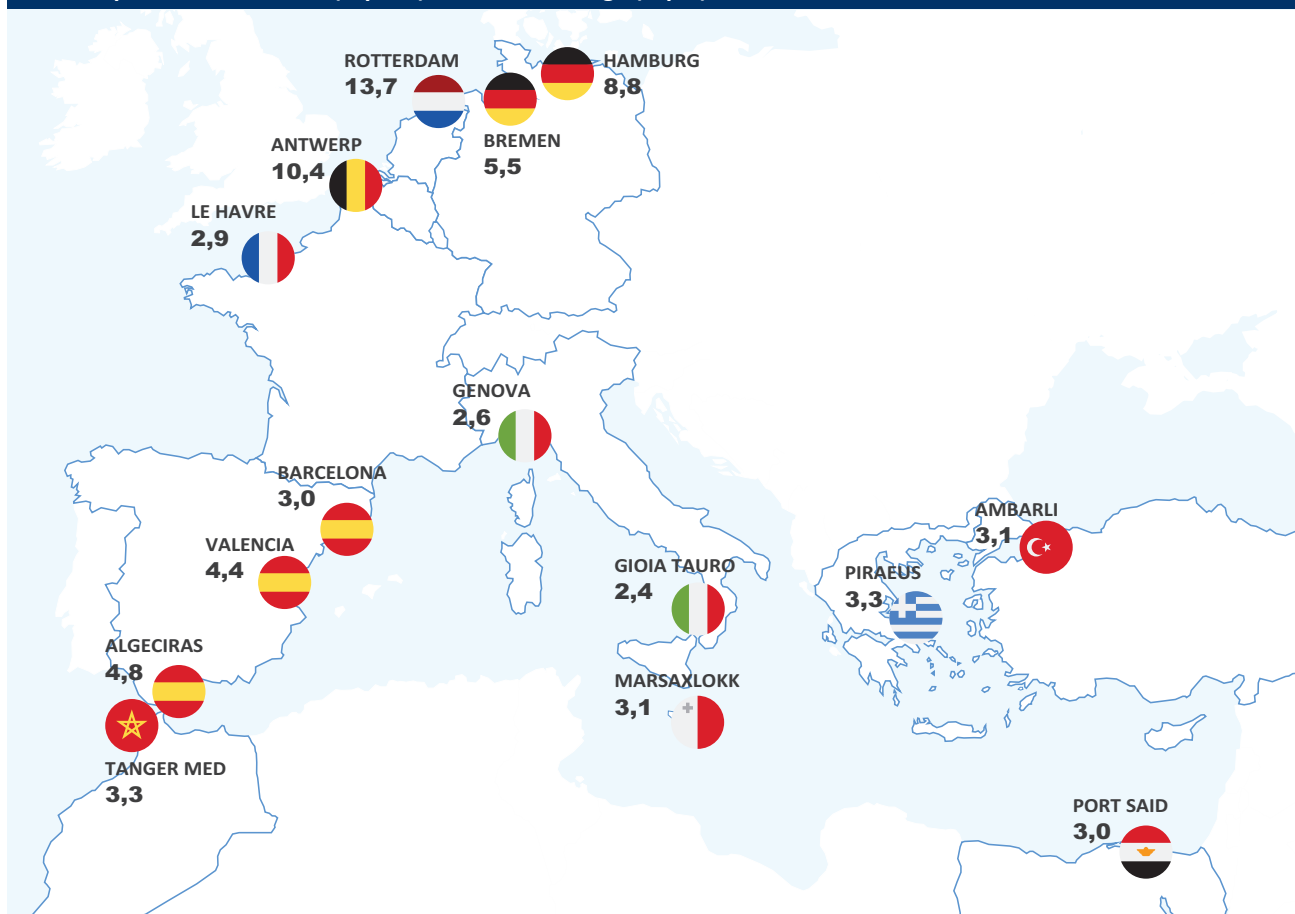 ROTTERDAM
13,7
HAMBURG
8,8
BREMEN
5,5
ANTWERP
10,4
LE HAVRE
2,9
GENOVA
2,6
BARCELONA
3,0
VALENCIA
4,4
ALGECIRAS
4,8
TANGER MED
3,3
GIOIA TAURO
2,4
MARSAXLOKK
3,1
PIRAEUS
3,3
AMBARLI
3,1
PORT SAID
3,0